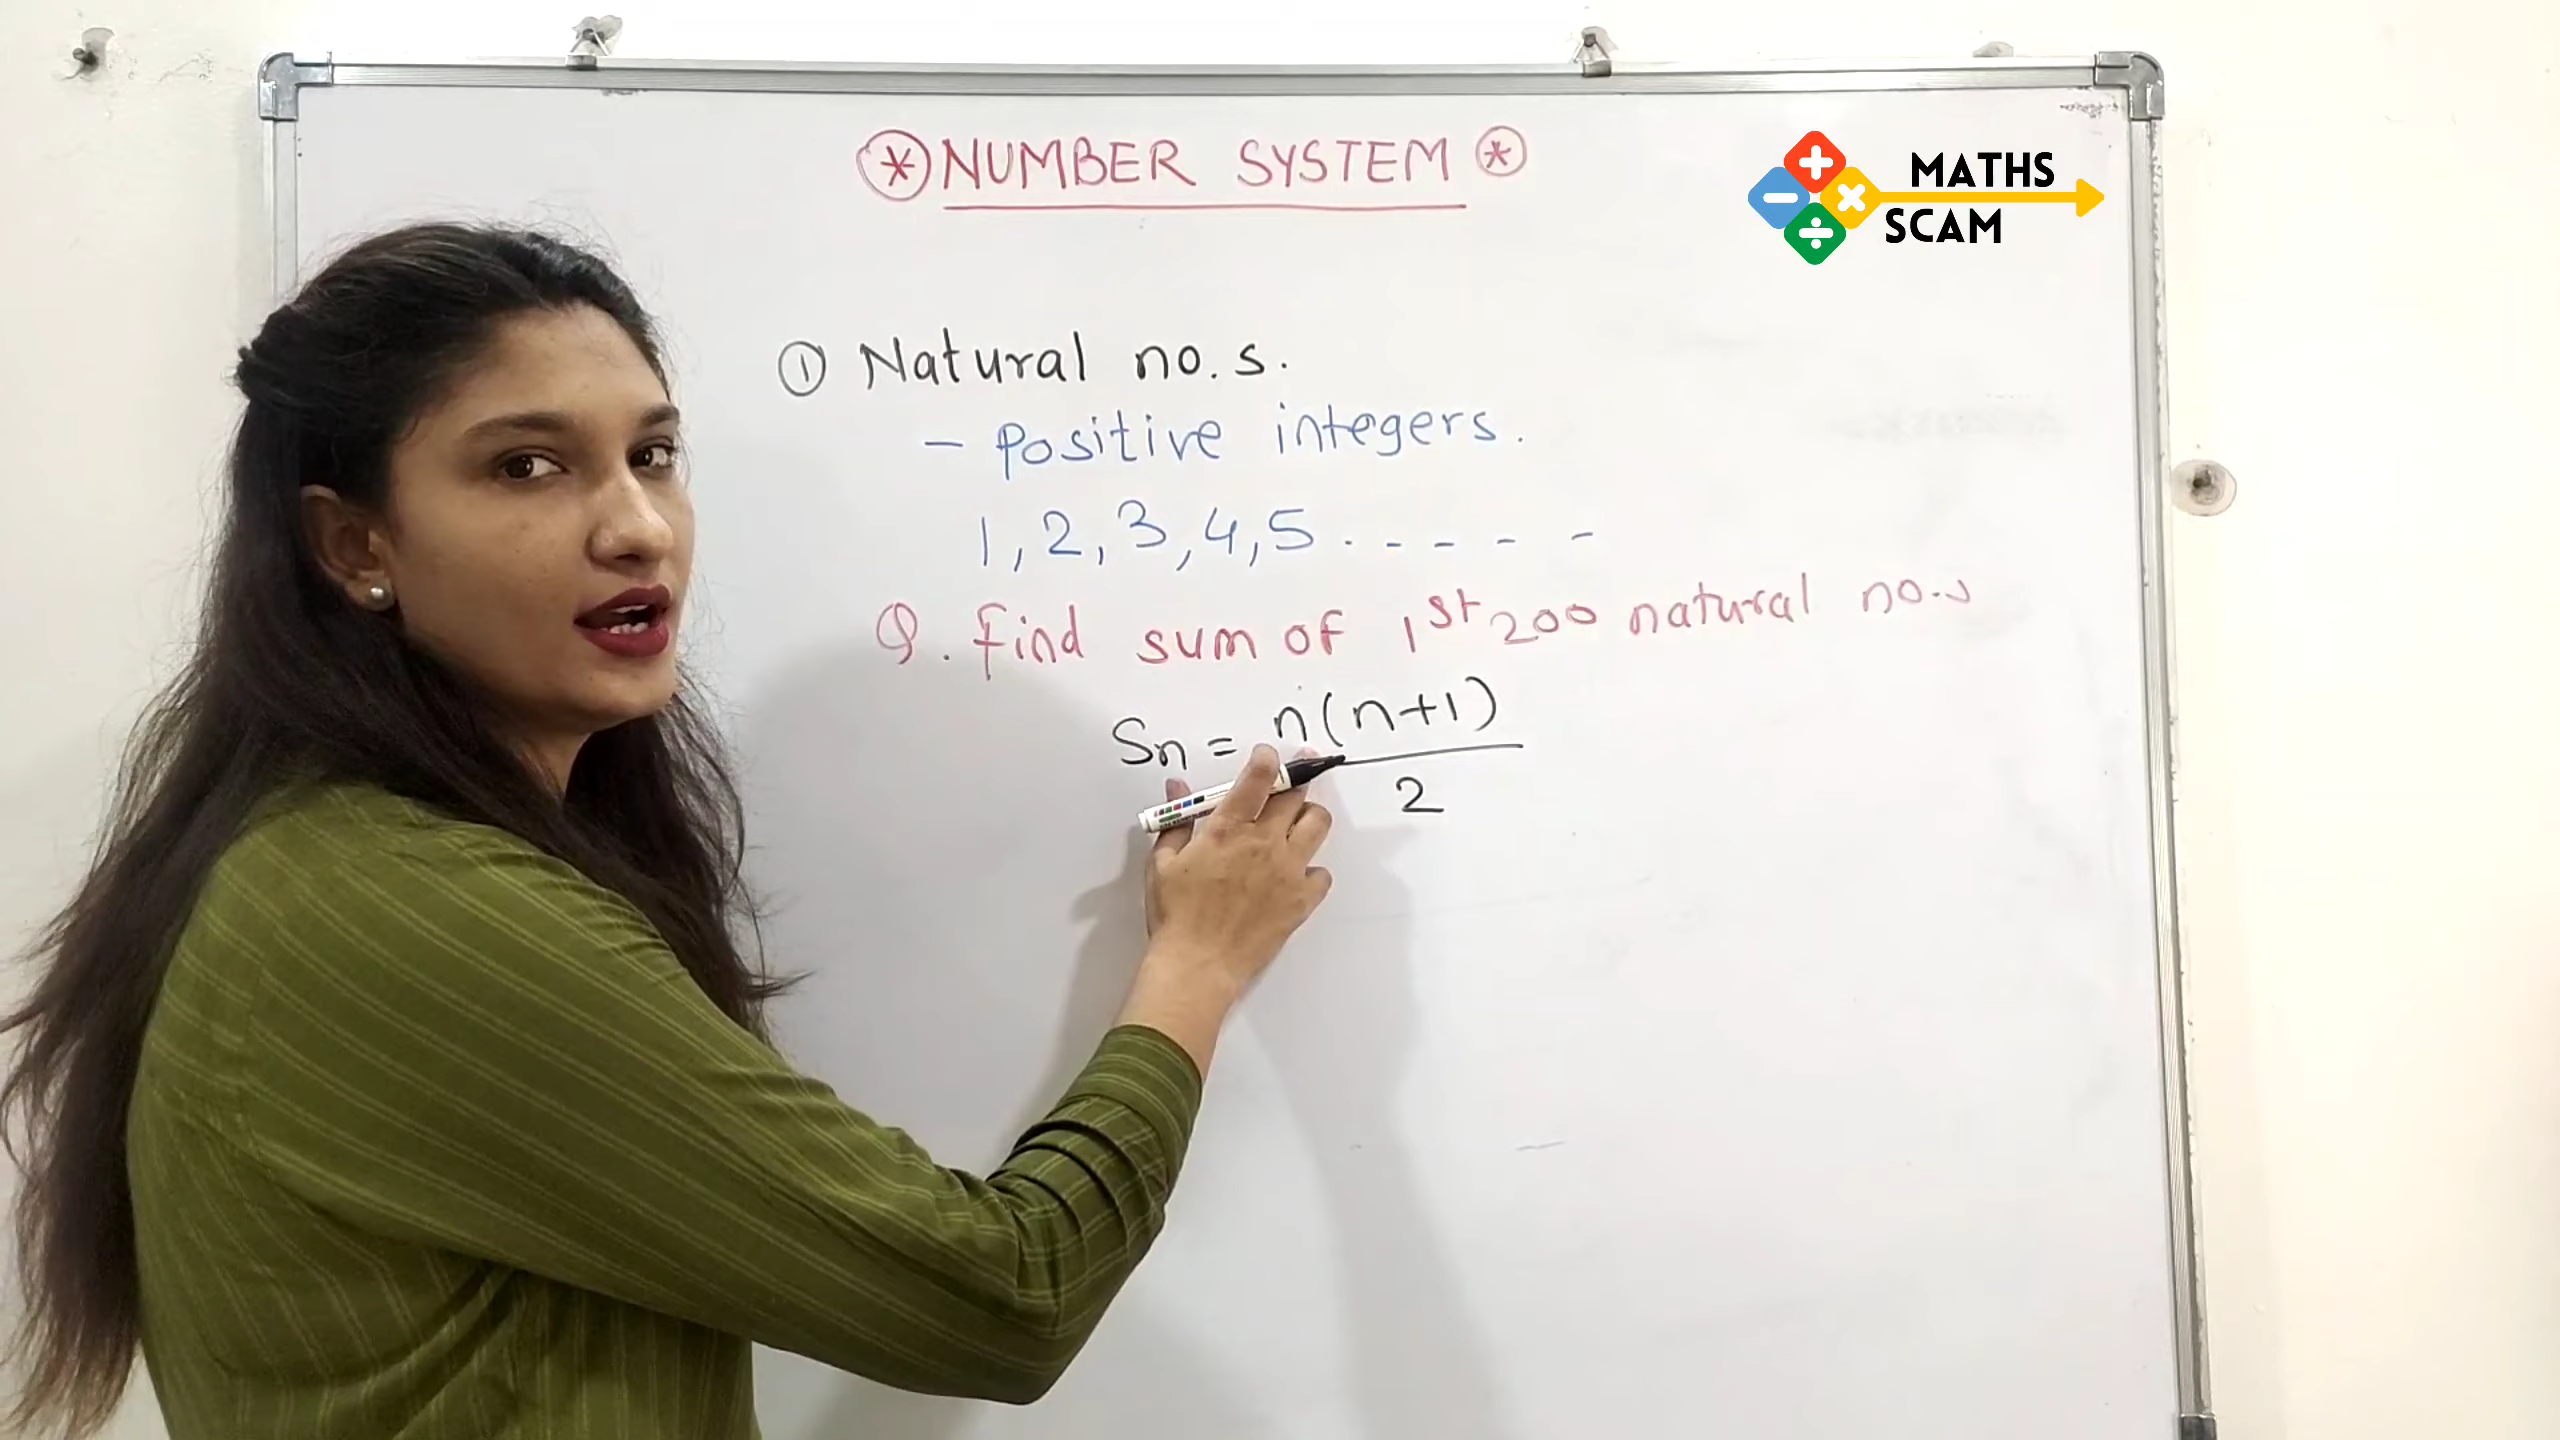 ⊛ NUMBER SYSTEM ⊛
MATHS
SCAM
① Natural no.s.
- positive integers.
1, 2, 3, 4, 5 . - - - - -
Q. find sum of 1st 200 natural no.s
Sn = n(n+1)
2